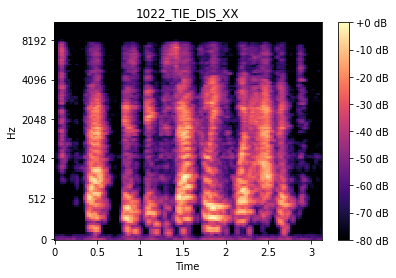 1022_TIE_DIS_XX
+0 dB
8192
-10 dB
4096
-20 dB
-30 dB
2048
Hz
-40 dB
1024
-50 dB
512
-60 dB
-70 dB
0
-80 dB
0 0.5 1 1.5 2 2.5 3
Time